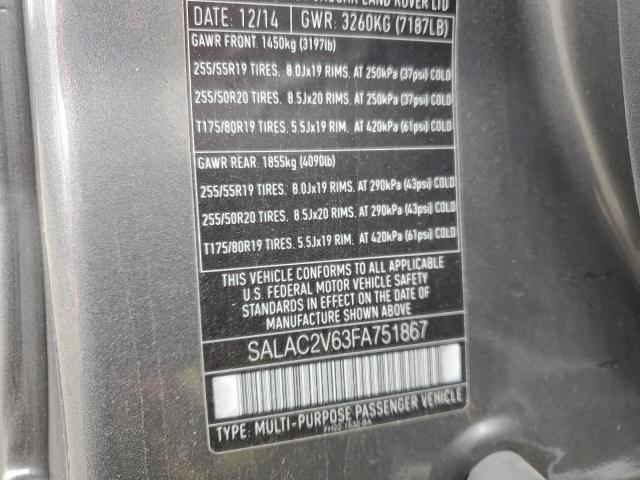 JAGUAR LAND ROVER LTD
DATE: 12/14 GWR: 3260KG (7187LB)
GAWR FRONT. 1450kg (3197lb)
255/55R19 TIRES. 8.0Jx19 RIMS. AT 250kPa (37psi) COLD
255/50R20 TIRES. 8.5Jx20 RIMS. AT 250kPa (37psi) COLD
T175/80R19 TIRES. 5.5Jx19 RIM. AT 420kPa (61psi) COLD
GAWR REAR. 1855kg (4090lb)
255/55R19 TIRES. 8.0Jx19 RIMS. AT 290kPa (43psi) COLD
255/50R20 TIRES. 8.5Jx20 RIMS. AT 290kPa (43psi) COLD
T175/80R19 TIRES. 5.5Jx19 RIM. AT 420kPa (61psi) COLD
THIS VEHICLE CONFORMS TO ALL APPLICABLE
U.S. FEDERAL MOTOR VEHICLE SAFETY
STANDARDS IN EFFECT ON THE DATE OF
MANUFACTURE SHOWN ABOVE.
SALAC2V63FA751867
TYPE: MULTI-PURPOSE PASSENGER VEHICLE